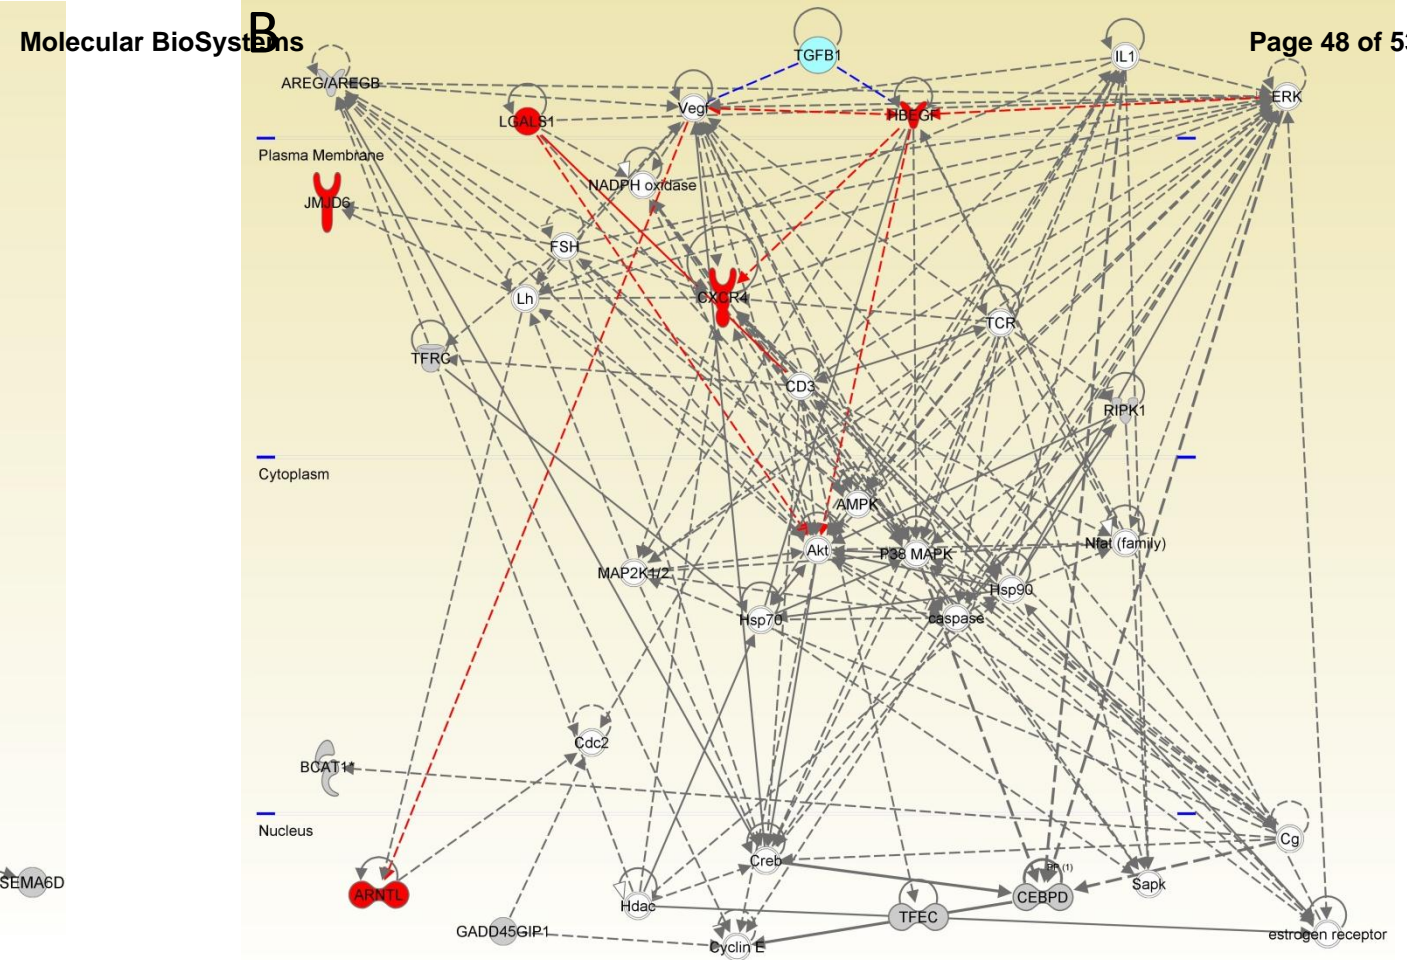 Molecular BioSystems
B
Page 48 of 53
TGFB1
IL1
AREG/AREGB
ERK
Vegf
HBEGF
LGALS1
Plasma Membrane
NADPH oxidase
JMJD6
FSH
Lh
CXCR4
TCR
TFRC
CD3
RIPK1
Cytoplasm
AMPK
Akt
P38 MAPK
Nfat (family)
MAP2K1/2
Hsp90
Hsp70
caspase
Cdc2
BCAT1*
Nucleus
Cg
Creb
SEMA6D
ARNTL
Hdac
CEBPD
Sapk
TFEC
GADD45GIP1
Cyclin E
estrogen receptor